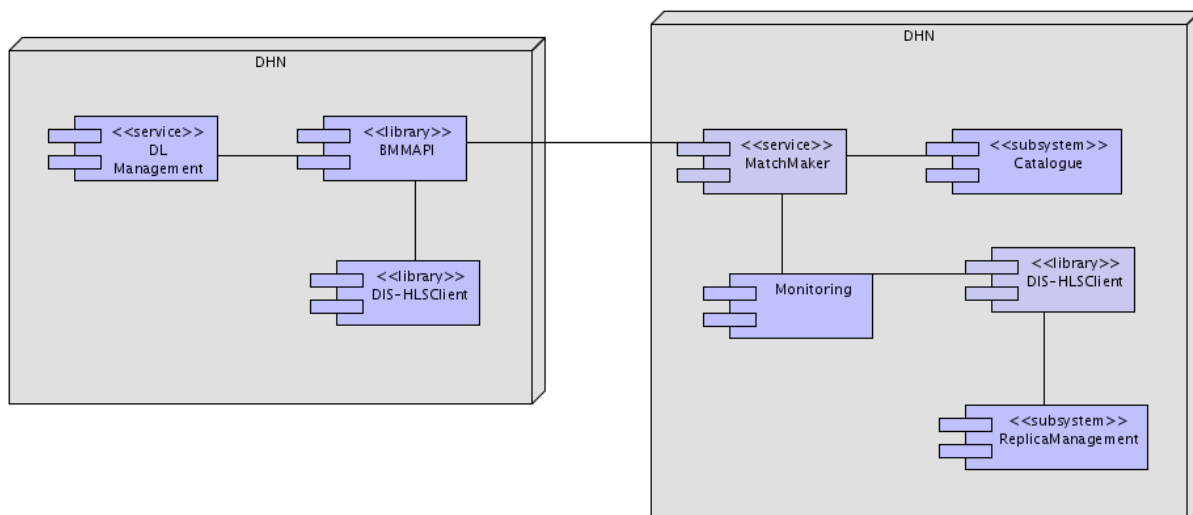 DHN
<<service>>
DL
Management
<<library>>
BMMAPI
<<library>>
DIS-HLSClient
DHN
<<service>>
MatchMaker
<<subsystem>>
Catalogue
Monitoring
<<library>>
DIS-HLSClient
<<subsystem>>
ReplicaManagement